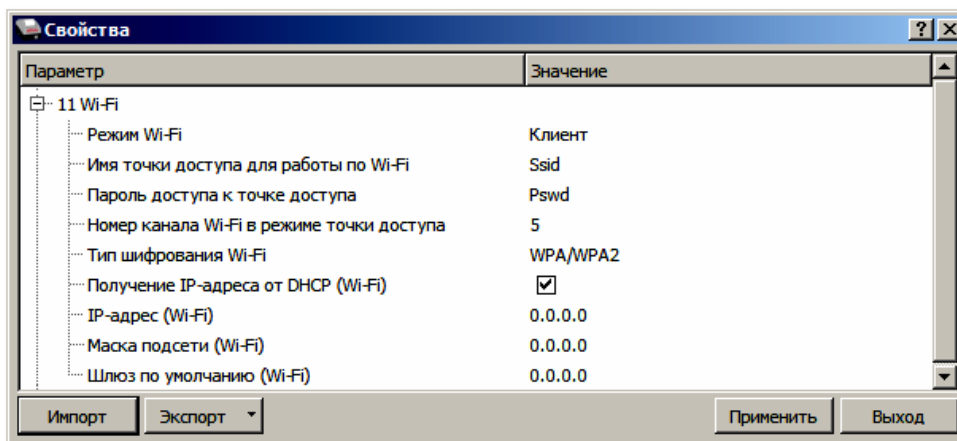 Свойства
Параметр Значение
11 Wi-Fi
Режим Wi-Fi Клиент
Имя точки доступа для работы по Wi-Fi Ssid
Пароль доступа к точке доступа Pswd
Номер канала Wi-Fi в режиме точки доступа 5
Тип шифрования Wi-Fi WPA/WPA2
Получение IP-адреса от DHCP (Wi-Fi)
IP-адрес (Wi-Fi) 0.0.0.0
Маска подсети (Wi-Fi) 0.0.0.0
Шлюз по умолчанию (Wi-Fi) 0.0.0.0
Импорт Экспорт Применить Выход